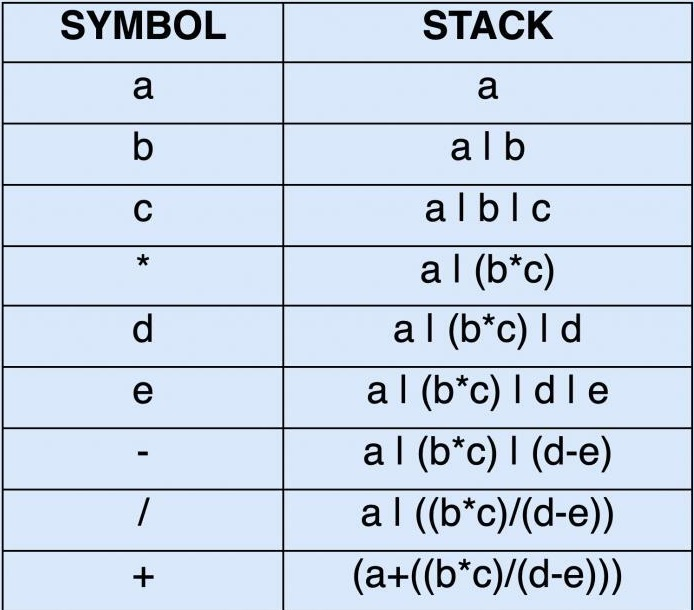 SYMBOL STACK
a a
b a | b
c a | b | c
* a | (b*c)
d a | (b*c) | d
e a | (b*c) | d | e
- a | (b*c) | (d-e)
/ a | ((b*c)/(d-e))
+ (a+((b*c)/(d-e)))